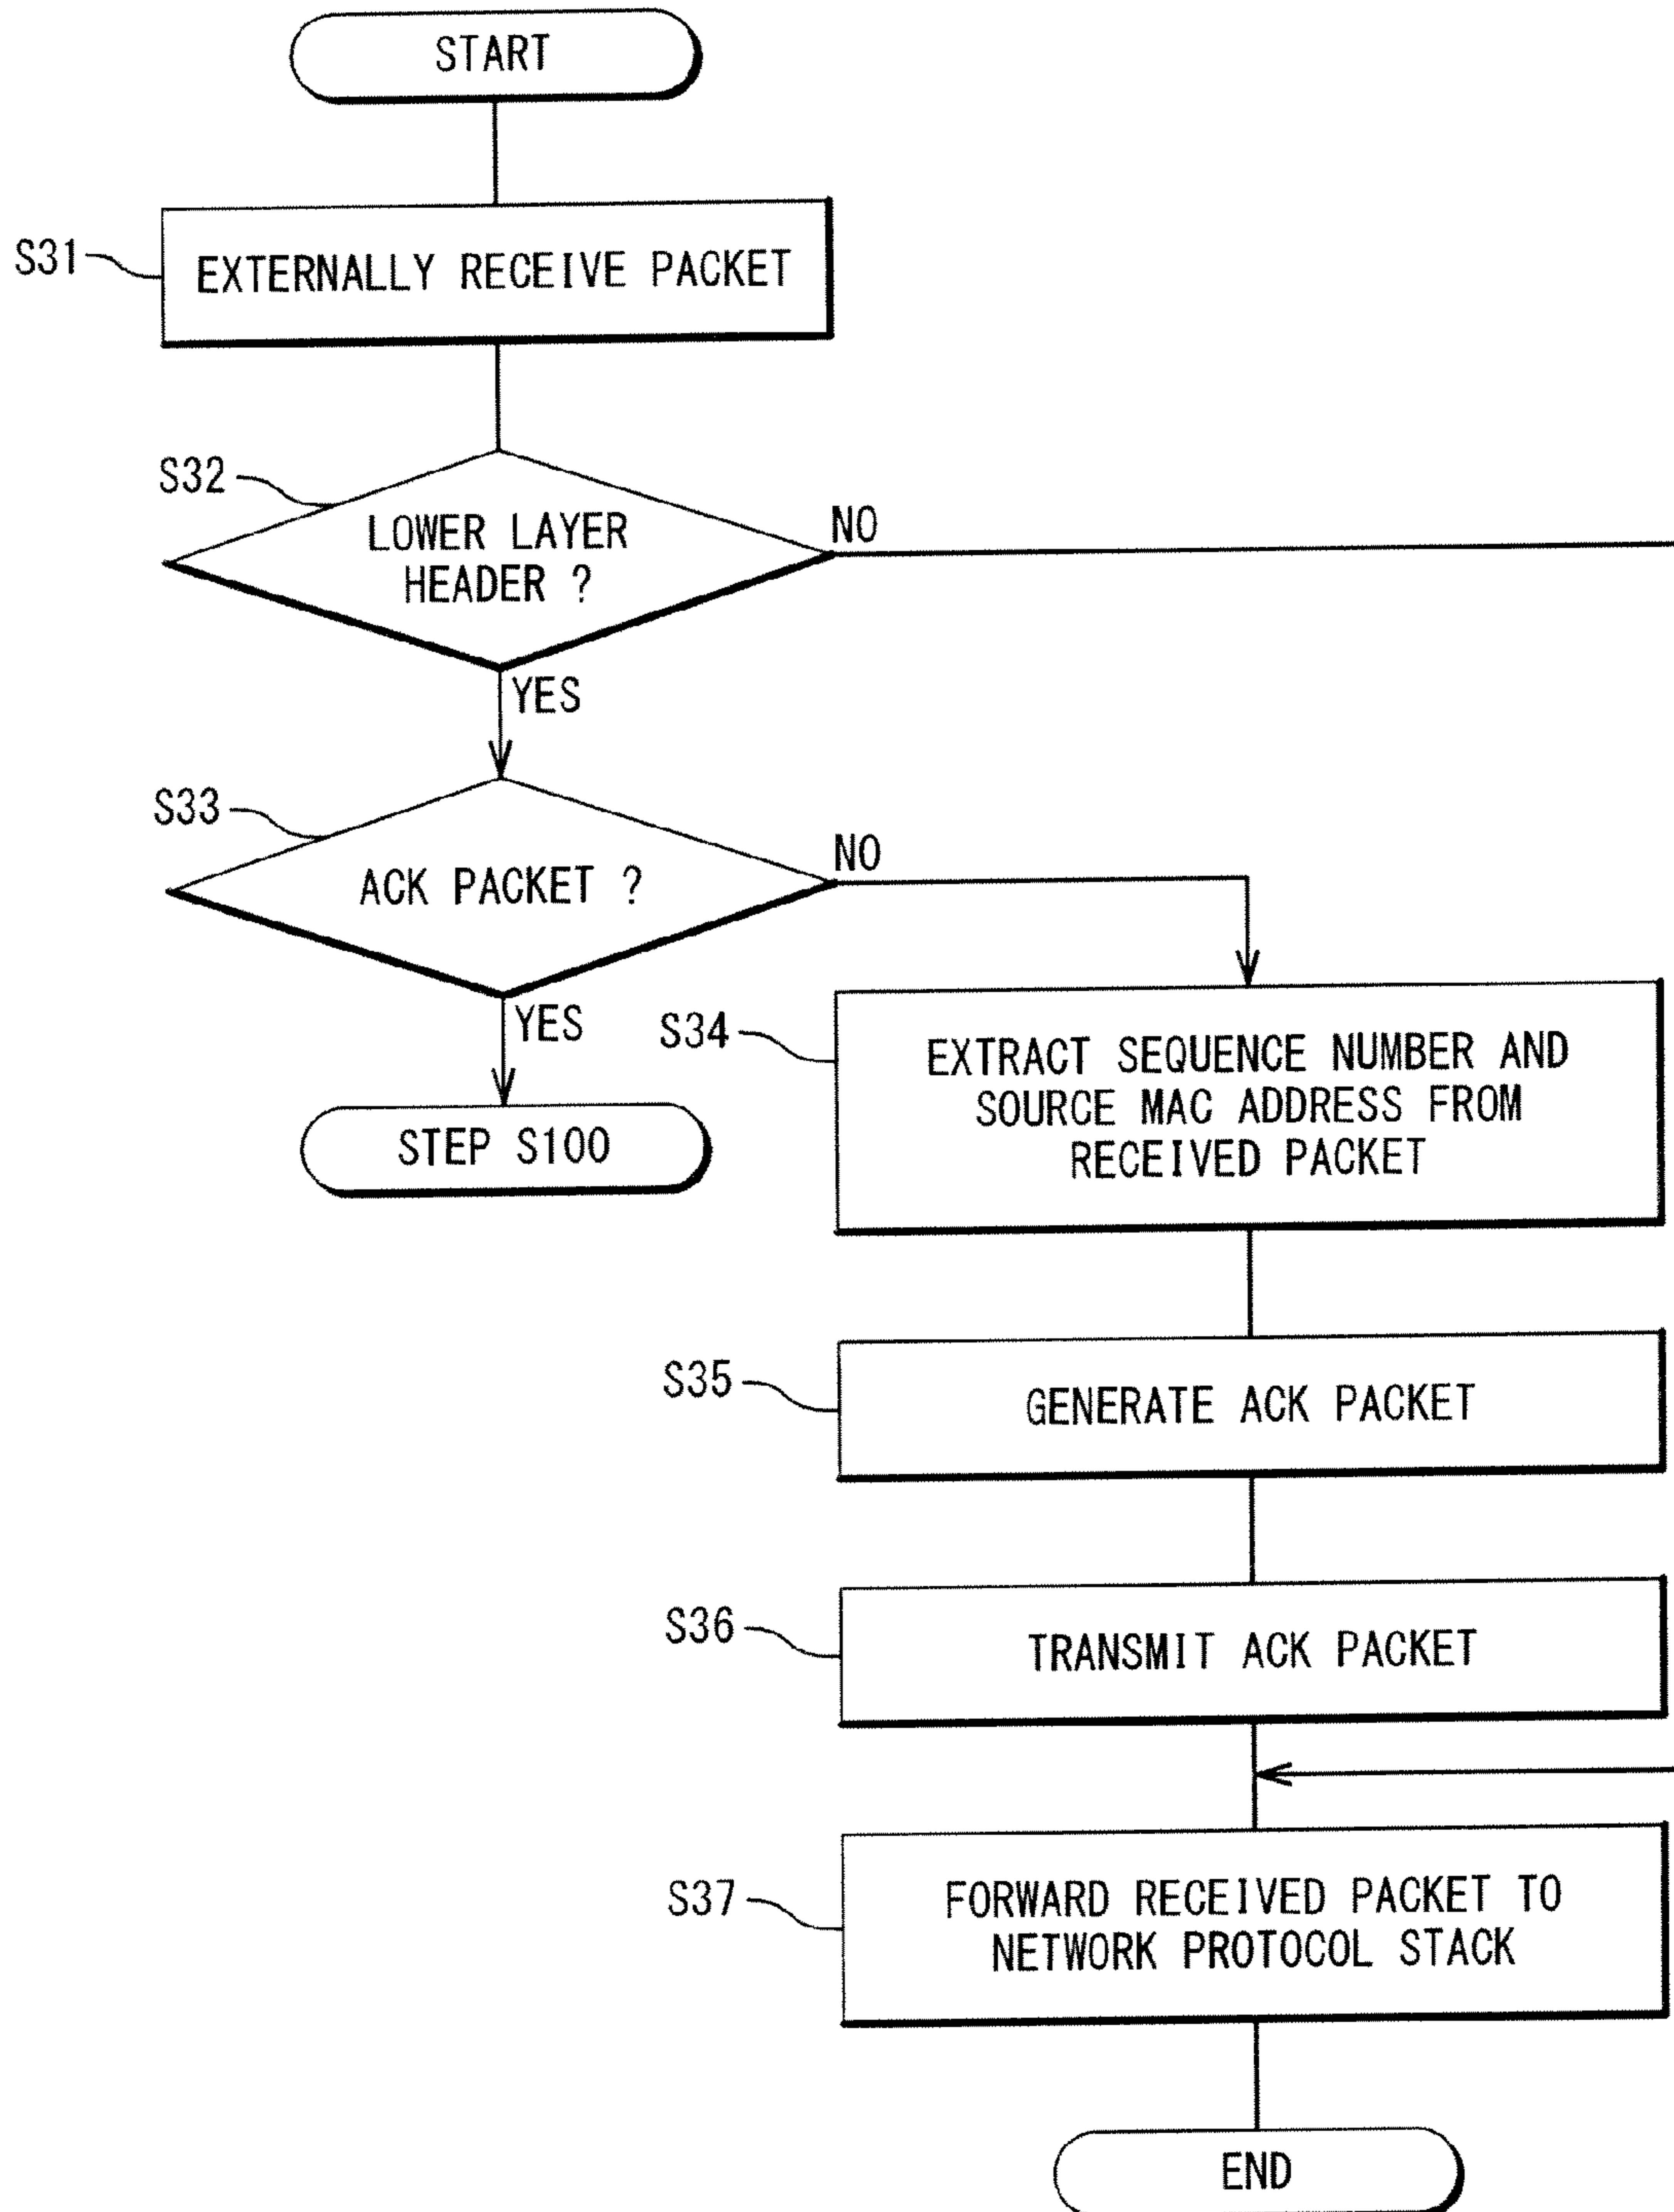 START
S31
EXTERNALLY RECEIVE PACKET
S32
LOWER LAYER
HEADER ?
NO
YES
S33
ACK PACKET ?
NO
YES
STEP S100
S34
EXTRACT SEQUENCE NUMBER AND
SOURCE MAC ADDRESS FROM
RECEIVED PACKET
S35
GENERATE ACK PACKET
S36
TRANSMIT ACK PACKET
S37
FORWARD RECEIVED PACKET TO
NETWORK PROTOCOL STACK
END